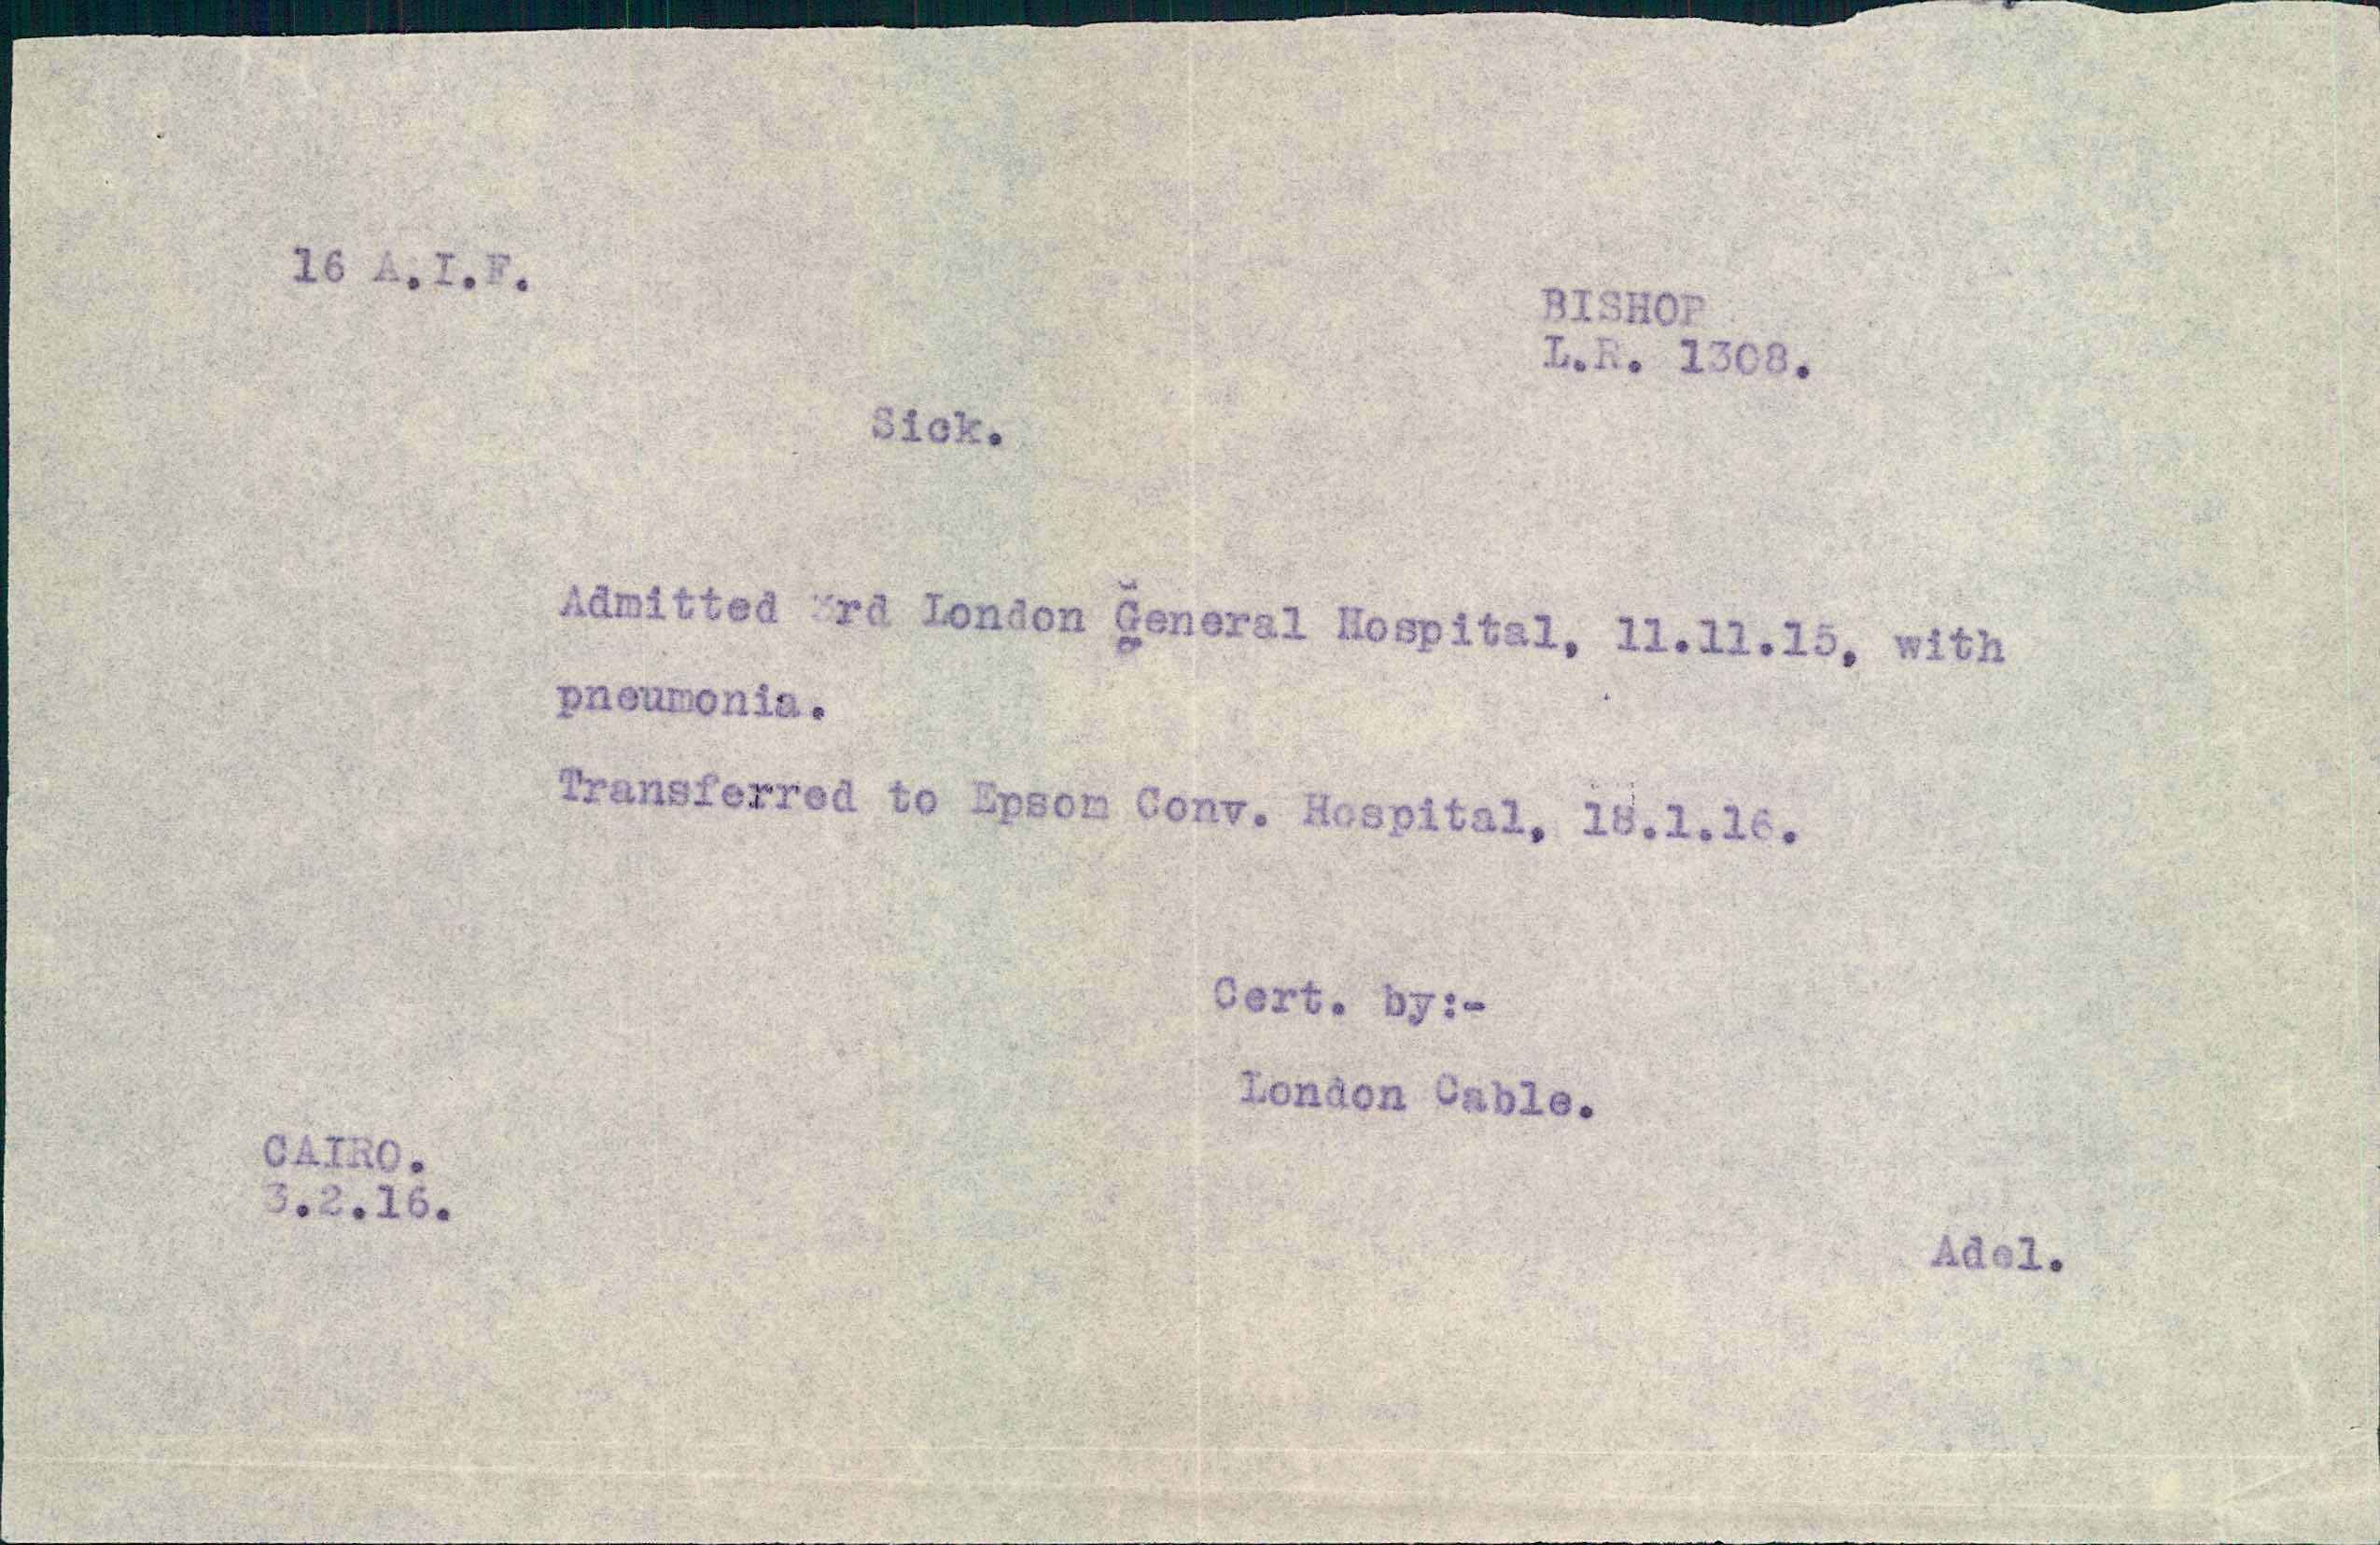 16 A.I.F.
BISHOP
L.R. 1308.
Sick.
Admitted 3rd London General Hospital, 11.11.15, with
pneumonia.
Transferred to Epsom Conv. Hospital, 18.1.16.
Cert. by:-
London Cable.
CAIRO.
3.2.16.
Adel.